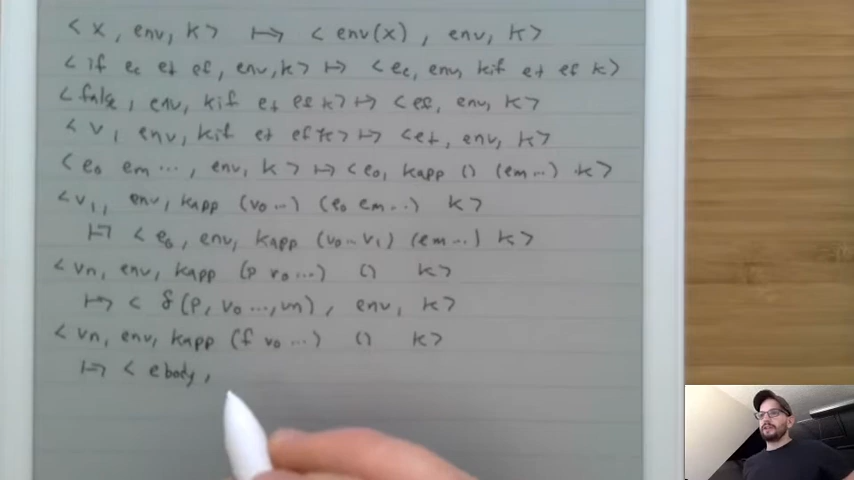 < x, env, k> ↦ < env(x), env, k>
< if ec et ef, env, k> ↦ <ec, env, kif et ef k>
<false, env, kif et ef k> ↦ <ef, env, k>
< v, env, kif et ef k> ↦ <et, env, k>
<e0 em ..., env, k> ↦ <e0, kapp () (em ...) k>
<v1, env, kapp (v0 ...) (e0 em ...) k>
↦ < e0, env, kapp (v0 ... v1) (em ...) k>
< vn, env, kapp (p v0 ...) () k>
↦ < δ(p, v0 ..., vn), env, k>
< vn, env, kapp (f v0 ...) () k>
↦ < ebody,